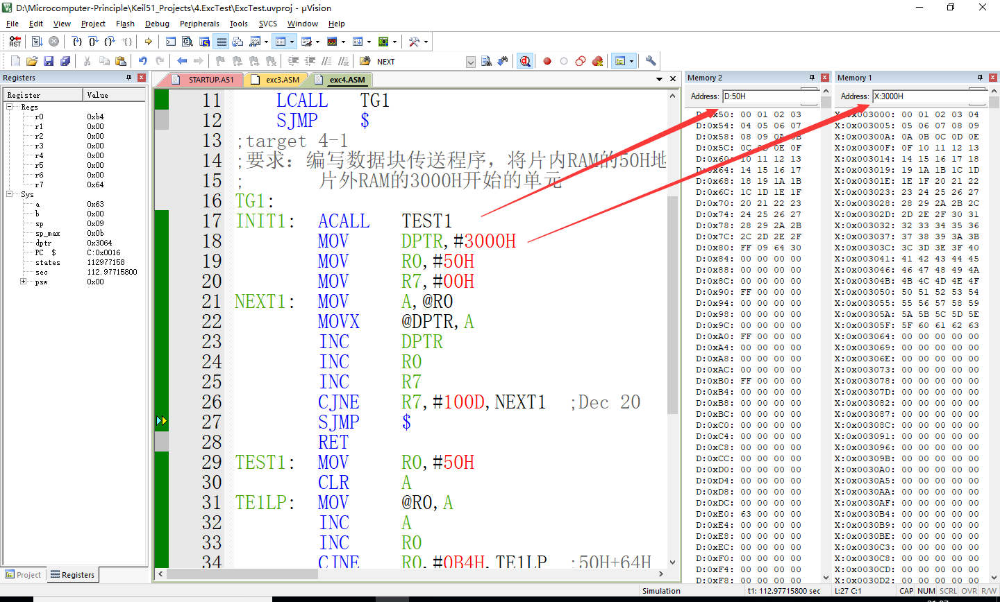 D:\Microcomputer-Principle\Keil51_Projects\4.ExcTest\ExcTest.uvproj - µVision
File Edit View Project Flash Debug Peripherals Tools SVCS Window Help
RST
NEXT
Registers
Register Value
Regs
r0 0xb4
r1 0x00
r2 0x00
r3 0x00
r4 0x00
r5 0x00
r6 0x00
r7 0x64
Sys
a 0x63
b 0x00
sp 0x09
sp_max 0x0b
dptr 0x3064
PC $ C:0x0016
states 112977158
sec 112.97715800
psw 0x00
Project Registers
STARTUP.A51 exc3.ASM exc4.ASM
11 LCALL TG1
12 SJMP $
13 ;target 4-1
14 ;要求: 编写数据块传送程序，将片内RAM的50H地
15 ; 片外RAM的3000H开始的单元
16 TG1:
17 INIT1: ACALL TEST1
18 MOV DPTR,#3000H
19 MOV R0,#50H
20 MOV R7,#00H
21 NEXT1: MOV A,@R0
22 MOVX @DPTR,A
23 INC DPTR
24 INC R0
25 INC R7
26 CJNE R7,#100D,NEXT1 ;Dec 20
27 SJMP $
28 RET
29 TEST1: MOV R0,#50H
30 CLR A
31 TE1LP: MOV @R0,A
32 INC A
33 INC R0
34 CJNE R0,#0B4H,TE1LP ;50H+64H
Memory 2
Address: D:50H
D:0x50: 00 01 02 03
D:0x54: 04 05 06 07
D:0x58: 08 09 0A 0B
D:0x5C: 0C 0D 0E 0F
D:0x60: 10 11 12 13
D:0x64: 14 15 16 17
D:0x68: 18 19 1A 1B
D:0x6C: 1C 1D 1E 1F
D:0x70: 20 21 22 23
D:0x74: 24 25 26 27
D:0x78: 28 29 2A 2B
D:0x7C: 2C 2D 2E 2F
D:0x80: FF 09 64 30
D:0x84: 00 00 00 00
D:0x88: 00 00 00 00
D:0x8C: 00 00 00 00
D:0x90: FF 00 00 00
D:0x94: 00 00 00 00
D:0x98: 00 00 00 00
D:0x9C: 00 00 00 00
D:0xA0: FF 00 00 00
D:0xA4: 00 00 00 00
D:0xA8: 00 00 00 00
D:0xAC: 00 00 00 00
D:0xB0: FF 00 00 00
D:0xB4: 00 00 00 00
D:0xB8: 00 00 00 00
D:0xBC: 00 00 00 00
D:0xC0: 00 00 00 00
D:0xC4: 00 00 00 00
D:0xC8: 00 00 00 00
D:0xCC: 00 00 00 00
D:0xD0: 00 00 00 00
D:0xD4: 00 00 00 00
D:0xD8: 00 00 00 00
D:0xDC: 00 00 00 00
D:0xE0: 63 00 00 00
D:0xE4: 00 00 00 00
D:0xE8: 00 00 00 00
D:0xEC: 00 00 00 00
D:0xF0: 00 00 00 00
D:0xF4: 00 00 00 00
D:0xF8: 00 00 00 00
Memory 1
Address: X:3000H
X:0x003000: 00 01 02 03 04
X:0x003005: 05 06 07 08 09
X:0x00300A: 0A 0B 0C 0D 0E
X:0x00300F: 0F 10 11 12 13
X:0x003014: 14 15 16 17 18
X:0x003019: 19 1A 1B 1C 1D
X:0x00301E: 1E 1F 20 21 22
X:0x003023: 23 24 25 26 27
X:0x003028: 28 29 2A 2B 2C
X:0x00302D: 2D 2E 2F 30 31
X:0x003032: 32 33 34 35 36
X:0x003037: 37 38 39 3A 3B
X:0x00303C: 3C 3D 3E 3F 40
X:0x003041: 41 42 43 44 45
X:0x003046: 46 47 48 49 4A
X:0x00304B: 4B 4C 4D 4E 4F
X:0x003050: 50 51 52 53 54
X:0x003055: 55 56 57 58 59
X:0x00305A: 5A 5B 5C 5D 5E
X:0x00305F: 5F 60 61 62 63
X:0x003064: 00 00 00 00 00
X:0x003069: 00 00 00 00 00
X:0x00306E: 00 00 00 00 00
X:0x003073: 00 00 00 00 00
X:0x003078: 00 00 00 00 00
X:0x00307D: 00 00 00 00 00
X:0x003082: 00 00 00 00 00
X:0x003087: 00 00 00 00 00
X:0x00308C: 00 00 00 00 00
X:0x003091: 00 00 00 00 00
X:0x003096: 00 00 00 00 00
X:0x00309B: 00 00 00 00 00
X:0x0030A0: 00 00 00 00 00
X:0x0030A5: 00 00 00 00 00
X:0x0030AA: 00 00 00 00 00
X:0x0030AF: 00 00 00 00 00
X:0x0030B4: 00 00 00 00 00
X:0x0030B9: 00 00 00 00 00
X:0x0030BE: 00 00 00 00 00
X:0x0030C3: 00 00 00 00 00
X:0x0030C8: 00 00 00 00 00
X:0x0030CD: 00 00 00 00 00
X:0x0030D2: 00 00 00 00 00
Simulation t1: 112.97715800 sec L:27 C:1 CAP NUM SCRL OVR R/W